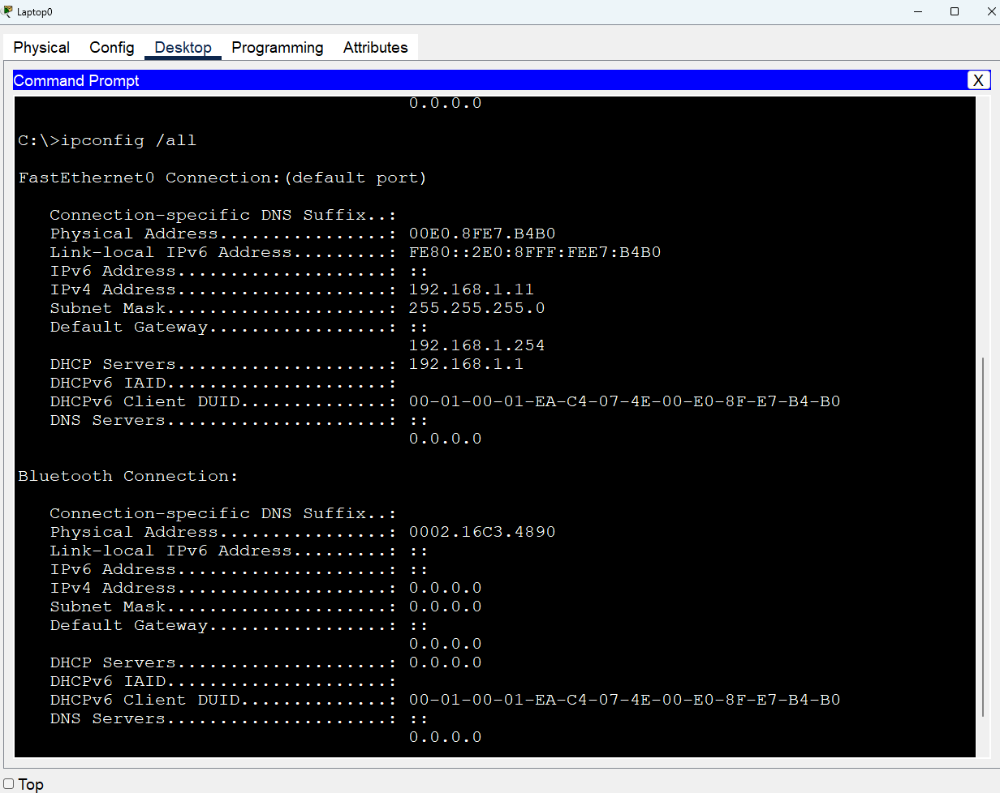 Laptop0
Physical Config Desktop Programming Attributes
Command Prompt
X
0.0.0.0
C:\>ipconfig /all
FastEthernet0 Connection:(default port)
Connection-specific DNS Suffix..:
Physical Address................: 00E0.8FE7.B4B0
Link-local IPv6 Address.........: FE80::2E0:8FFF:FEE7:B4B0
IPv6 Address....................: ::
IPv4 Address....................: 192.168.1.11
Subnet Mask.....................: 255.255.255.0
Default Gateway.................: ::
192.168.1.254
DHCP Servers....................: 192.168.1.1
DHCPv6 IAID.....................:
DHCPv6 Client DUID..............: 00-01-00-01-EA-C4-07-4E-00-E0-8F-E7-B4-B0
DNS Servers.....................: ::
0.0.0.0
Bluetooth Connection:
Connection-specific DNS Suffix..:
Physical Address................: 0002.16C3.4890
Link-local IPv6 Address.........: ::
IPv6 Address....................: ::
IPv4 Address....................: 0.0.0.0
Subnet Mask.....................: 0.0.0.0
Default Gateway.................: ::
0.0.0.0
DHCP Servers....................: 0.0.0.0
DHCPv6 IAID.....................:
DHCPv6 Client DUID..............: 00-01-00-01-EA-C4-07-4E-00-E0-8F-E7-B4-B0
DNS Servers.....................: ::
0.0.0.0
Top